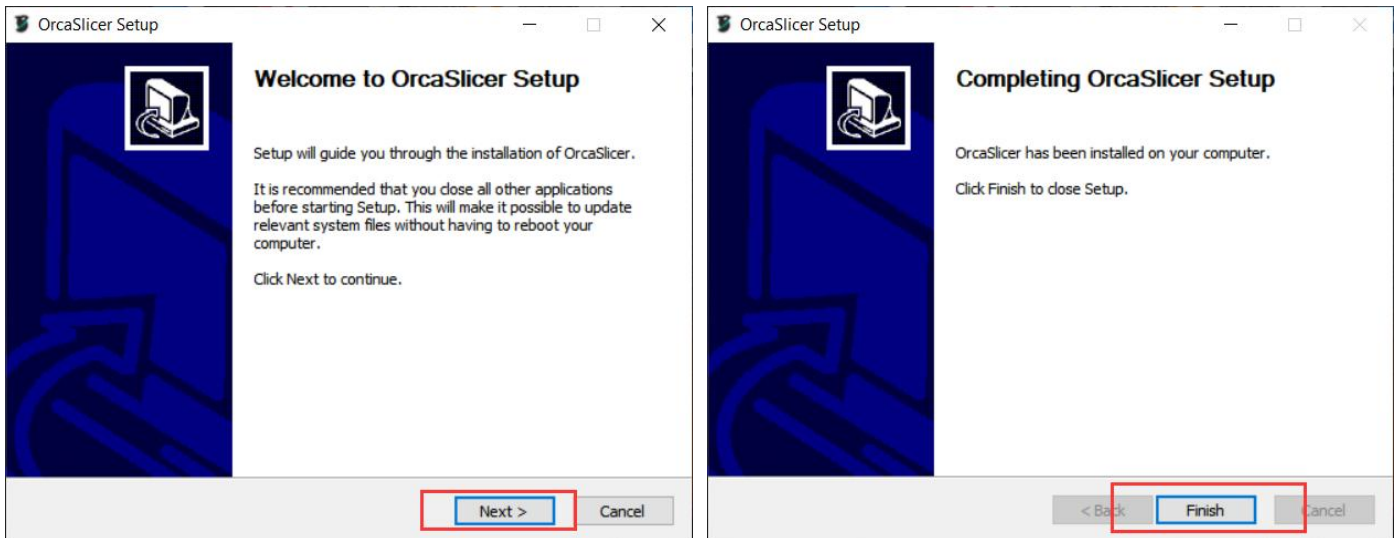 OrcaSlicer Setup
Welcome to OrcaSlicer Setup
Setup will guide you through the installation of OrcaSlicer.
It is recommended that you close all other applications
before starting Setup. This will make it possible to update
relevant system files without having to reboot your
computer.
Click Next to continue.
Next >
Cancel
OrcaSlicer Setup
Completing OrcaSlicer Setup
OrcaSlicer has been installed on your computer.
Click Finish to close Setup.
< Back
Finish
Cancel